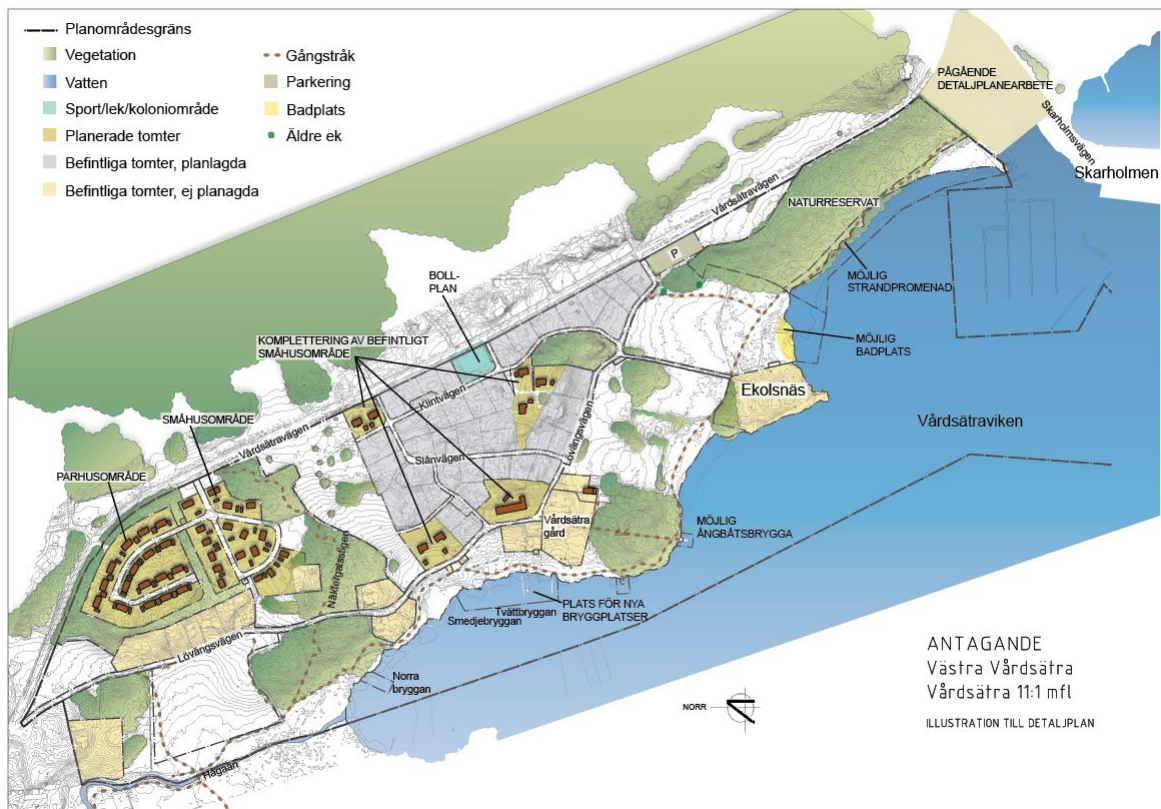 Planområdesgräns
Vegetation
Vatten
Sport/lek/koloniområde
Planerade tomter
Befintliga tomter, planlagda
Befintliga tomter, ej planagda
Gångstråk
Parkering
Badplats
Äldre ek
PÅGÅENDE
DETALJPLANEARBETE
Skarholmsvägen
Skarholmen
Vårdsätravägen
NATURRESERVAT
P
MÖJLIG
STRANDPROMENAD
BOLL-
PLAN
MÖJLIG
BADPLATS
KOMPLETTERING AV BEFINTLIGT
SMÅHUSOMRÅDE
Klintvägen
Ekolsnäs
SMÅHUSOMRÅDE
Vårdsätravägen
Lövängsvägen
Vårdsätraviken
Stånvägen
PARHUSOMRÅDE
Vårdsätra
gård
MÖJLIG
ÅNGBÅTSBRYGGA
Näktergalsstigen
Tvättbryggan
Smedjebryggan
PLATS FÖR NYA
BRYGGPLATSER
Lövängsvägen
Norra
bryggan
NORR
Hågaån
ANTAGANDE
Västra Vårdsätra
Vårdsätra 11:1 mfl
ILLUSTRATION TILL DETALJPLAN